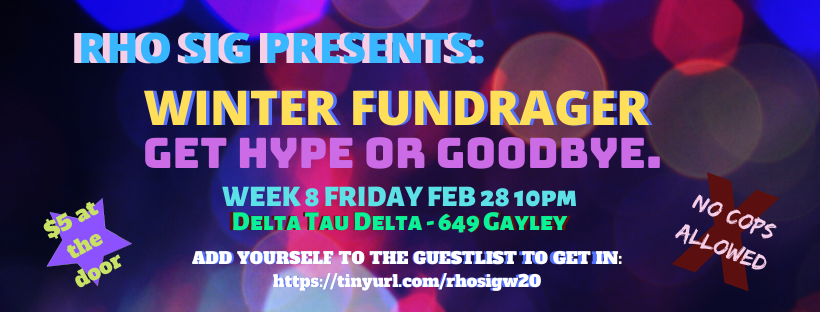 RHO SIG PRESENTS:
WINTER FUNDRAGER
GET HYPE OR GOODBYE.
WEEK 8 FRIDAY FEB 28 10PM
DELTA TAU DELTA - 649 GAYLEY
$5 at
the
door
NO COPS
ALLOWED
ADD YOURSELF TO THE GUESTLIST TO GET IN:
https://tinyurl.com/rhosigw20